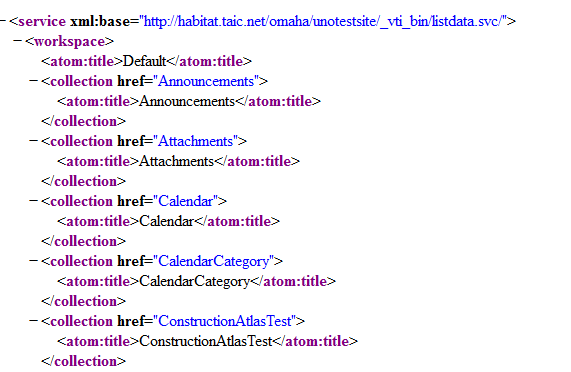 − <service xml:base="http://habitat.taic.net/omaha/unotestsite/_vti_bin/listdata.svc/">
− <workspace>
<atom:title>Default</atom:title>
− <collection href="Announcements">
<atom:title>Announcements</atom:title>
</collection>
− <collection href="Attachments">
<atom:title>Attachments</atom:title>
</collection>
− <collection href="Calendar">
<atom:title>Calendar</atom:title>
</collection>
− <collection href="CalendarCategory">
<atom:title>CalendarCategory</atom:title>
</collection>
− <collection href="ConstructionAtlasTest">
<atom:title>ConstructionAtlasTest</atom:title>
</collection>